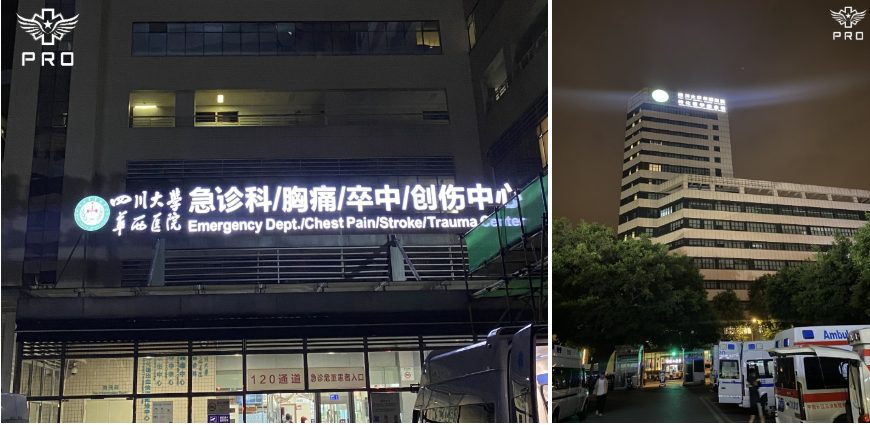 PRO
四川大學
華西医院
急诊科/胸痛/卒中/创伤中心
Emergency Dept./Chest Pain/Stroke/Trauma Center
120通道
急诊危重患者入口
PRO
Ambul